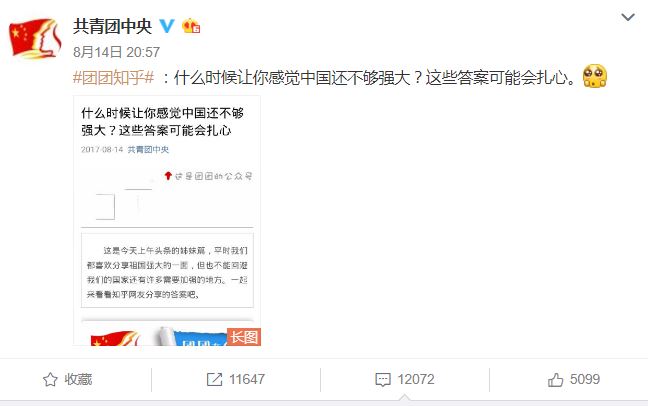 共青团中央
8月14日 20:57
#团团知乎# ：什么时候让你感觉中国还不够强大？这些答案可能会扎心。
什么时候让你感觉中国还不够
强大？这些答案可能会扎心
2017-08-14 共青团中央
这是团团的公众号
这是今天上午头条的姊妹篇，平时我们
都喜欢分享祖国强大的一面，但也不能回避
我们的国家还有许多需要加强的地方。一起
来看看知乎网友分享的答案吧。
长图
收藏
11647
12072
5099